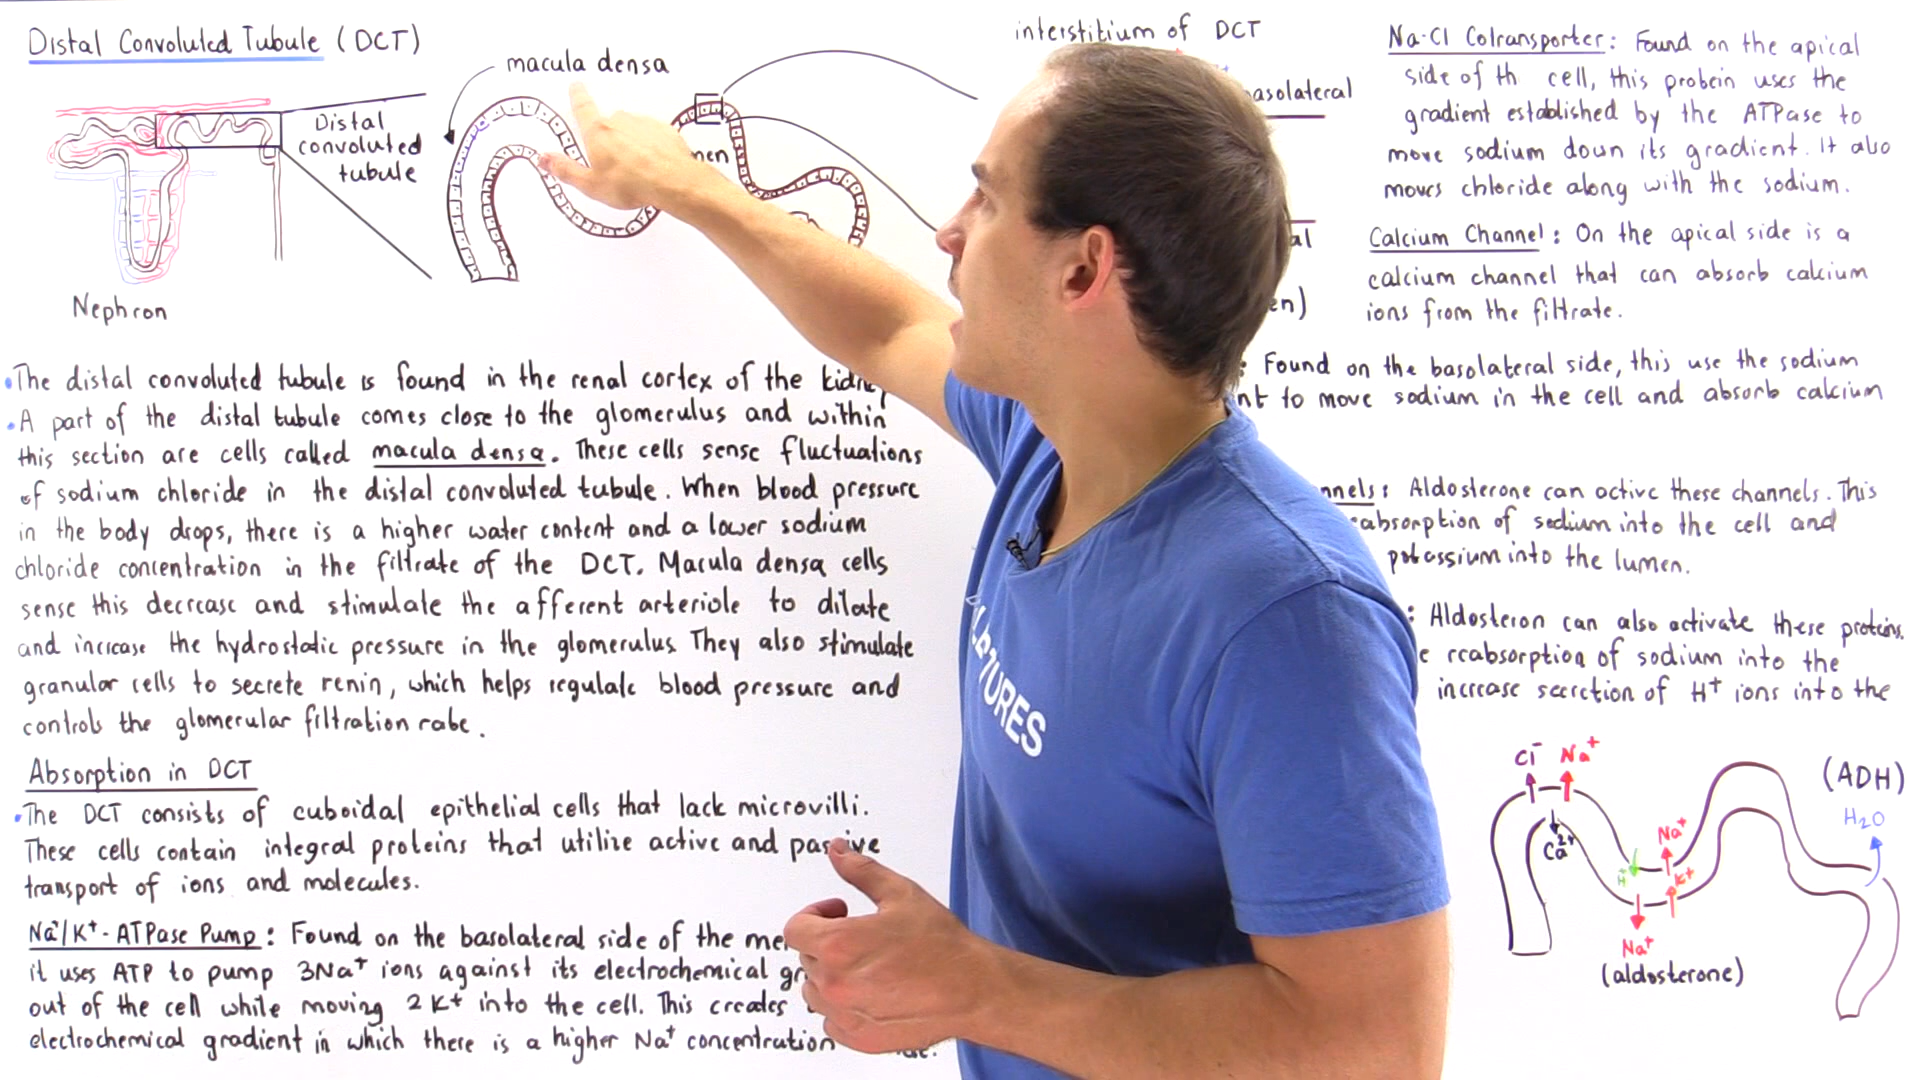 Distal Convoluted Tubule (DCT)
macula densa
Distal
convoluted
tubule
Nephron
interstitium of DCT
• The distal convoluted tubule is found in the renal cortex of the
• A part of the distal tubule comes close to the glomerulus and within
this section are cells called macula densa. These cells sense fluctuations
of sodium chloride in the distal convoluted tubule. When blood pressure
in the body drops, there is a higher water content and a lower sodium
chloride concentration in the filtrate of the DCT. Macula densa cells
sense this decrease and stimulate the afferent arteriole to dilate
and increase the hydrostatic pressure in the glomerulus. They also stimulate
granular cells to secrete renin, which helps regulate blood pressure and
controls the glomerular filtration rate.
Absorption in DCT
• The DCT consists of cuboidal epithelial cells that lack microvilli.
These cells contain integral proteins that utilize active and passive
transport of ions and molecules.
Na+/K+-ATPase Pump: Found on the basolateral side of the
it uses ATP to pump 3Na+ ions against its electrochemical
out of the cell while moving 2K+ into the cell. This creates
electrochemical gradient in which there is a higher Na+ concentration
Na-Cl Cotransporter: Found on the apical
side of th cell, this protein uses the
gradient established by the ATPase to
move sodium down its gradient. It also
moves chloride along with the sodium.
Calcium Channel: On the apical side is a
calcium channel that can absorb calcium
ions from the filtrate.
: Found on the basolateral side, this use the sodium
to move sodium in the cell and absorb calcium
Aldosterone can active these channels. This
absorption of sodium into the cell and
potassium into the lumen.
: Aldosteron can also activate these proteins.
reabsorption of sodium into the
increase secretion of H+ ions into the
Cl- Na+
Ca2+
H+
Na+
K+
Na+
(aldosterone)
(ADH)
H2O
LECTURES